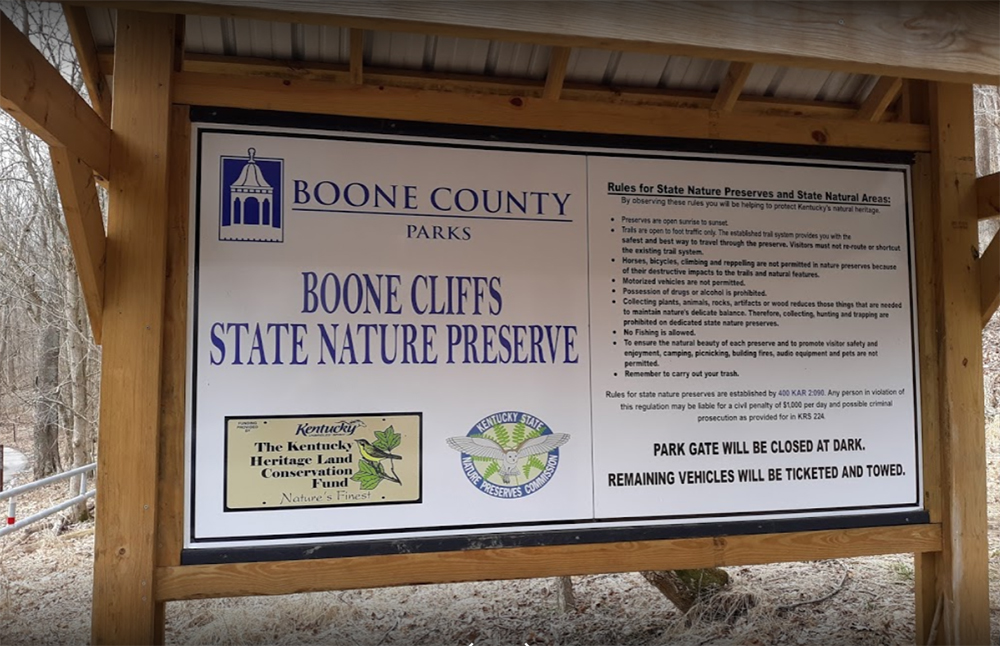 BOONE COUNTY
PARKS
BOONE CLIFFS
STATE NATURE PRESERVE
FUNDING
PROVIDED
BY
Kentucky
The Kentucky
Heritage Land
Conservation
Fund
Nature's Finest
KENTUCKY STATE
NATURE PRESERVES COMMISSION
Rules for State Nature Preserves and State Natural Areas:
By observing these rules you will be helping to protect Kentucky's natural heritage.
• Preserves are open sunrise to sunset.
• Trails are open to foot traffic only. The established trail system provides you with the
safest and best way to travel through the preserve. Visitors must not re-route or shortcut
the existing trail system.
• Horses, bicycles, climbing and reppelling are not permitted in nature preserves because
of their destructive impacts to the trails and natural features.
• Motorized vehicles are not permitted.
• Possession of drugs or alcohol is prohibited.
• Collecting plants, animals, rocks, artifacts or wood reduces those things that are needed
to maintain nature's delicate balance. Therefore, collecting, hunting and trapping are
prohibited on dedicated state nature preserves.
• No Fishing is allowed.
• To ensure the natural beauty of each preserve and to promote visitor safety and
enjoyment, camping, picnicking, building fires, audio equipment and pets are not
permitted.
• Remember to carry out your trash.
Rules for state nature preserves are established by 400 KAR 2:090. Any person in violation of
this regulation may be liable for a civil penalty of $1,000 per day and possible criminal
prosecution as provided for in KRS 224.
PARK GATE WILL BE CLOSED AT DARK.
REMAINING VEHICLES WILL BE TICKETED AND TOWED.